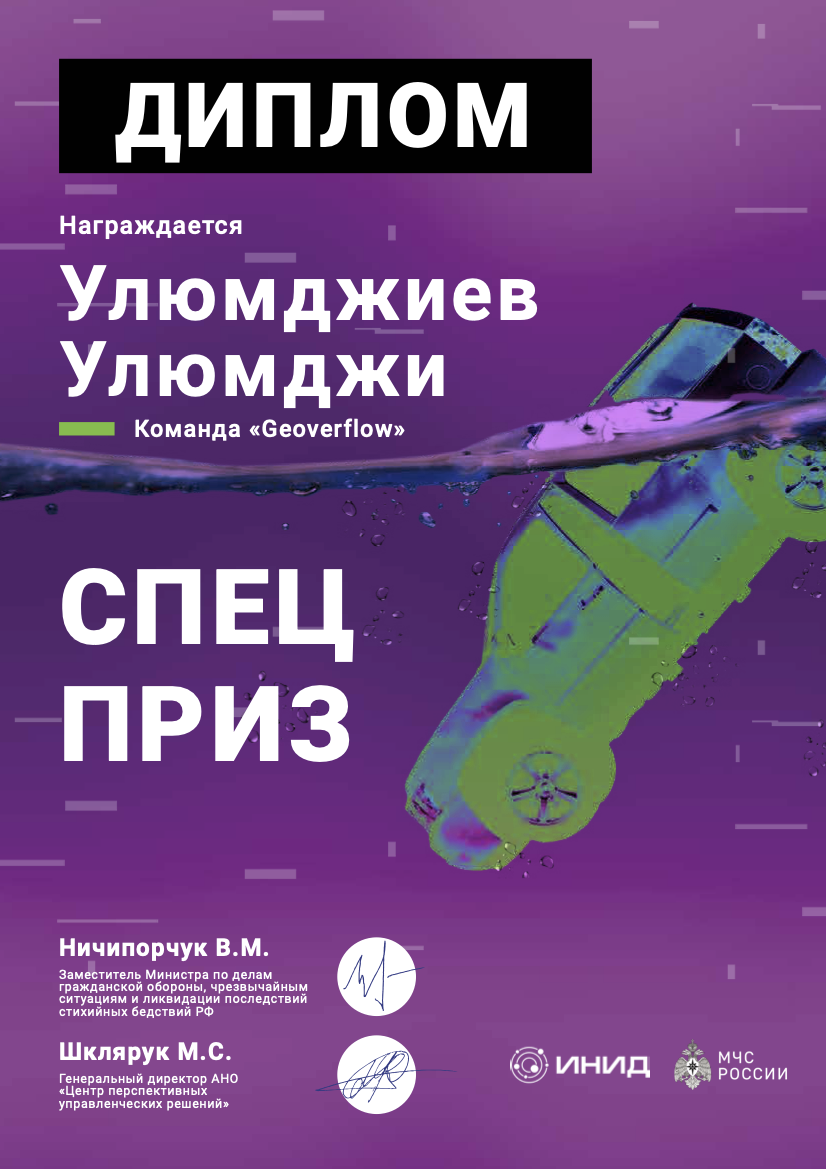 ДИПЛОМ
Награждается
Улюмджиев
Улюмджи
Команда «Geoverflow»
СПЕЦ
ПРИЗ
Ничипорчук В.М.
Заместитель Министра по делам
гражданской обороны, чрезвычайным
ситуациям и ликвидации последствий
стихийных бедствий РФ
Шклярук М.С.
Генеральный директор АНО
«Центр перспективных
управленческих решений»
ИНИД
МЧС
РОССИИ